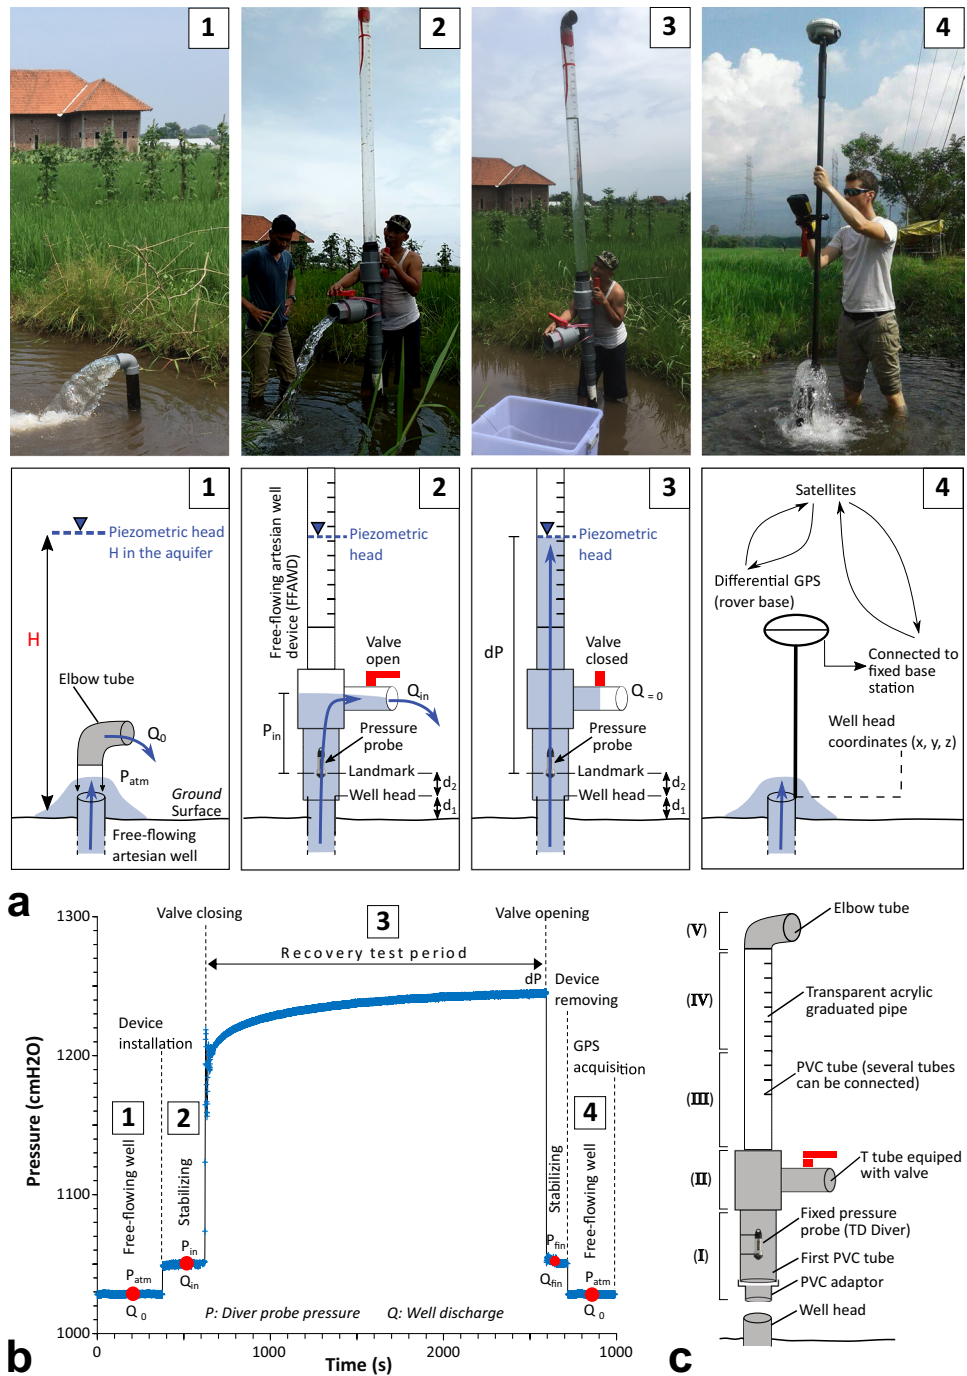 1
2
3
4
1
Piezometric head
H in the aquifer
H
Elbow tube
Q0
Patm
Ground
Surface
Free-flowing
artesian well
2
Free-flowing artesian well
device (FFAWD)
Piezometric
head
Valve
open
Qin
Pin
Pressure
probe
Landmark
d2
Well head
d1
3
Piezometric
head
dP
Valve
closed
Q = 0
Pressure
probe
Landmark
d2
Well head
d1
4
Satellites
Differential GPS
(rover base)
Connected to
fixed base
station
Well head
coordinates (x, y, z)
a
Pressure (cmH2O)
1300
1200
1100
1000
Valve closing
3
Valve opening
Recovery test period
dP
Device
removing
Device
installation
GPS
acquisition
1
2
4
Free-flowing well
Stabilizing
Stabilizing
Free-flowing well
Patm
Q 0
Pin
Qin
Pfin
Qfin
Patm
Q 0
P: Diver probe pressure
Q: Well discharge
0
1000
2000
1000
Time (s)
b
(V)
Elbow tube
(IV)
Transparent acrylic
graduated pipe
(III)
PVC tube (several tubes
can be connected)
(II)
T tube equiped
with valve
(I)
Fixed pressure
probe (TD Diver)
First PVC tube
PVC adaptor
Well head
c